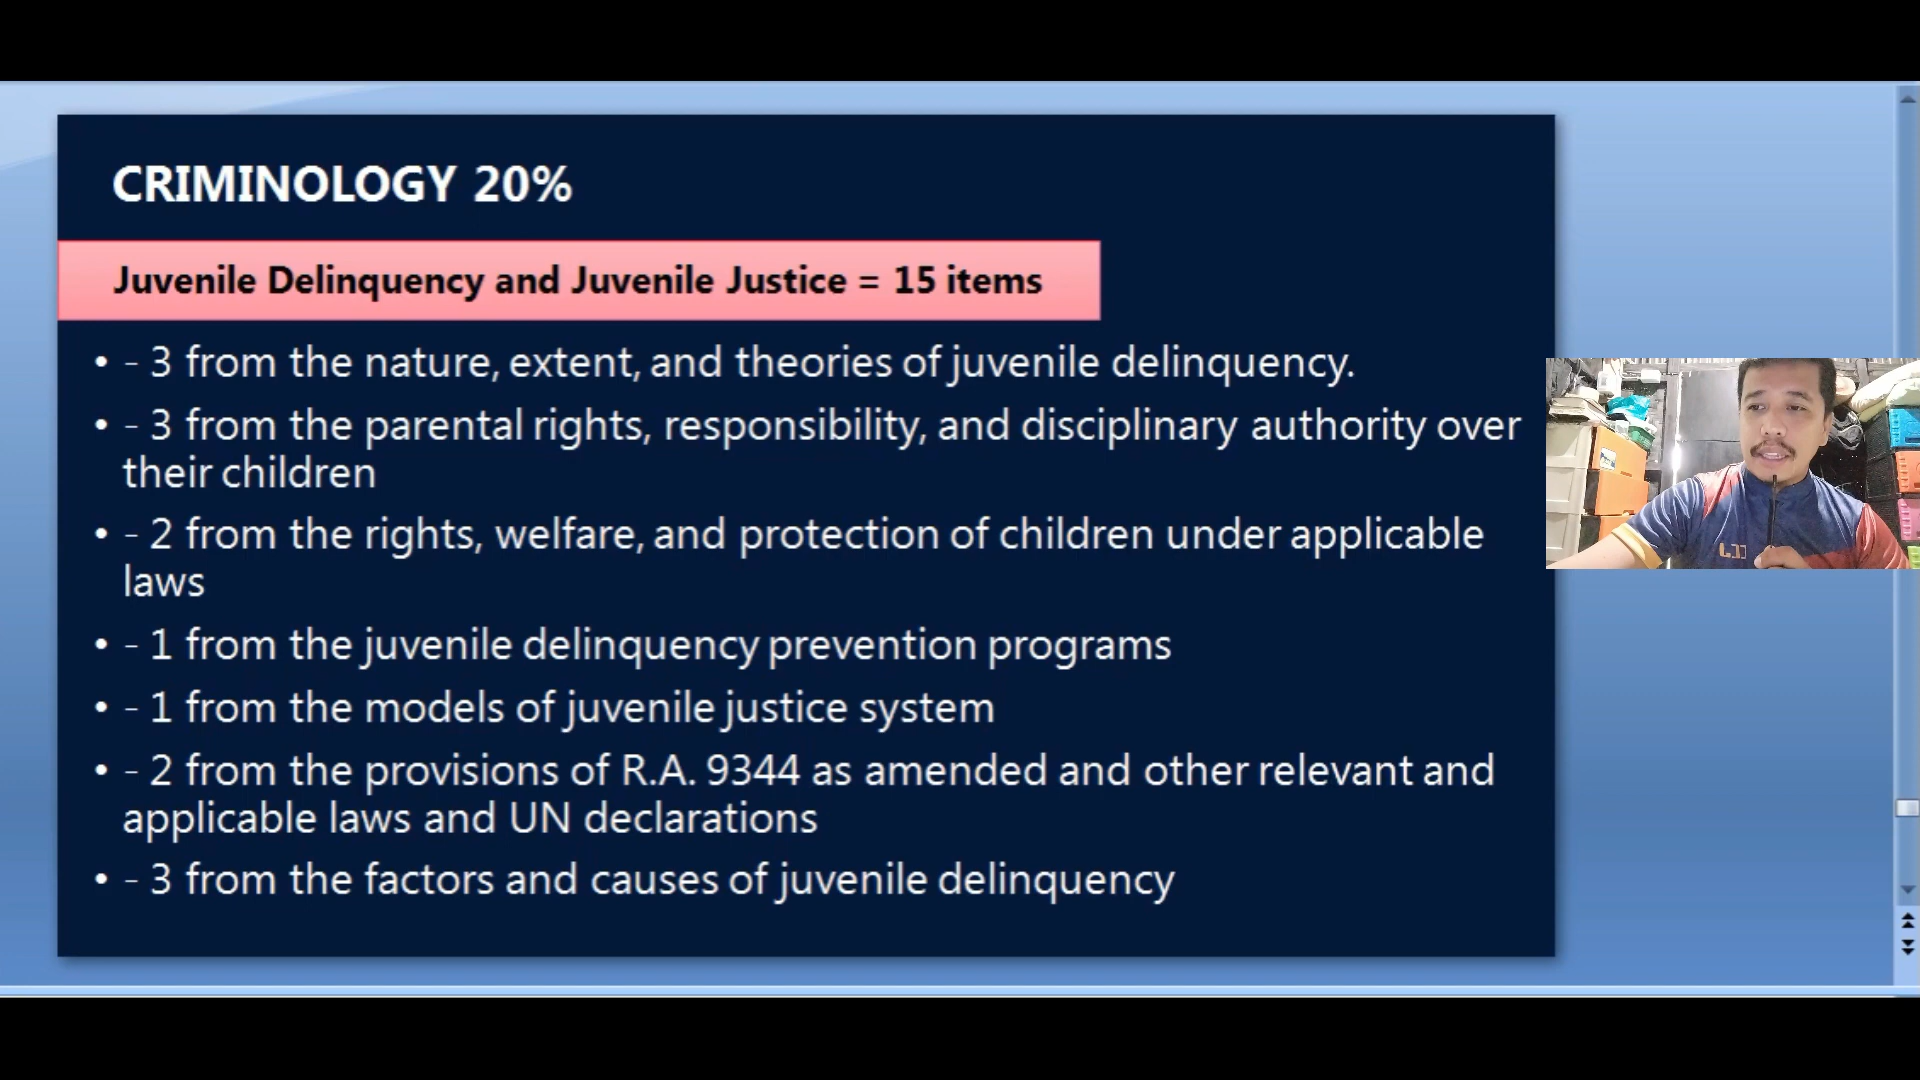 CRIMINOLOGY 20%
Juvenile Delinquency and Juvenile Justice = 15 items
• - 3 from the nature, extent, and theories of juvenile delinquency.
• - 3 from the parental rights, responsibility, and disciplinary authority over
their children
• - 2 from the rights, welfare, and protection of children under applicable
laws
• - 1 from the juvenile delinquency prevention programs
• - 1 from the models of juvenile justice system
• - 2 from the provisions of R.A. 9344 as amended and other relevant and
applicable laws and UN declarations
• - 3 from the factors and causes of juvenile delinquency